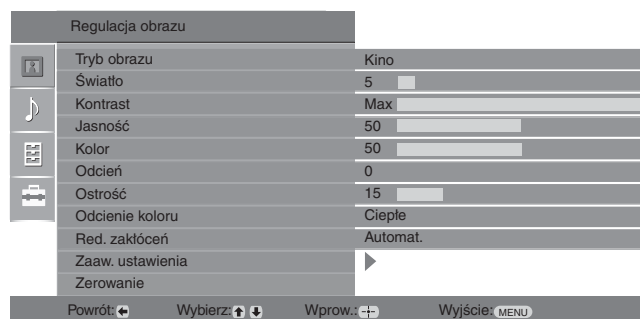 Regulacja obrazu
Tryb obrazu Kino
Światło 5
Kontrast Max
Jasność 50
Kolor 50
Odcień 0
Ostrość 15
Odcienie koloru Ciepłe
Red. zakłóceń Automat.
Zaaw. ustawienia
Zerowanie
Powrót: Wybierz: Wprow.: Wyjście: MENU